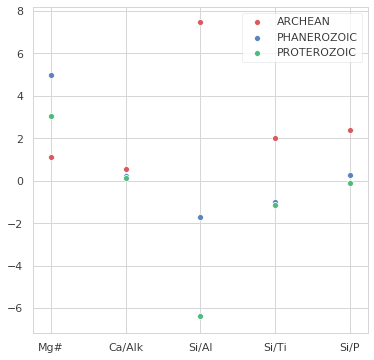 8
6
4
2
0
−2
−4
−6
ARCHEAN
PHANEROZOIC
PROTEROZOIC
Mg# Ca/Alk Si/Al Si/Ti Si/P